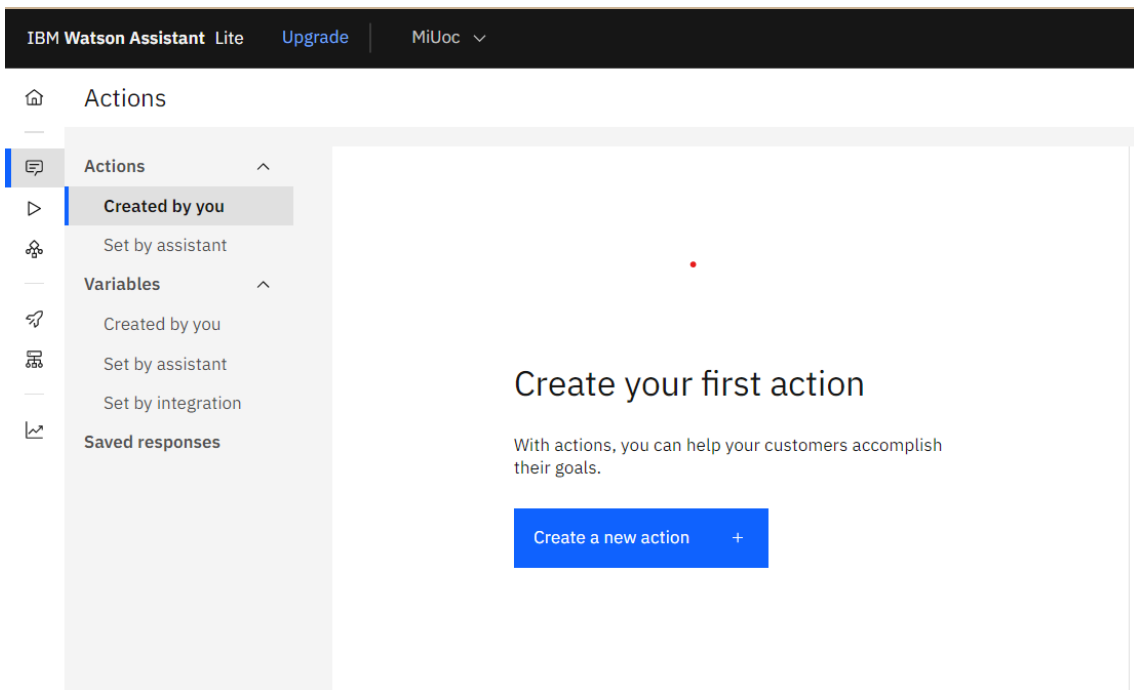 IBM Watson Assistant Lite Upgrade MiUoc
Actions
Actions
Created by you
Set by assistant
Variables
Created by you
Set by assistant
Set by integration
Saved responses
Create your first action
With actions, you can help your customers accomplish
their goals.
Create a new action +